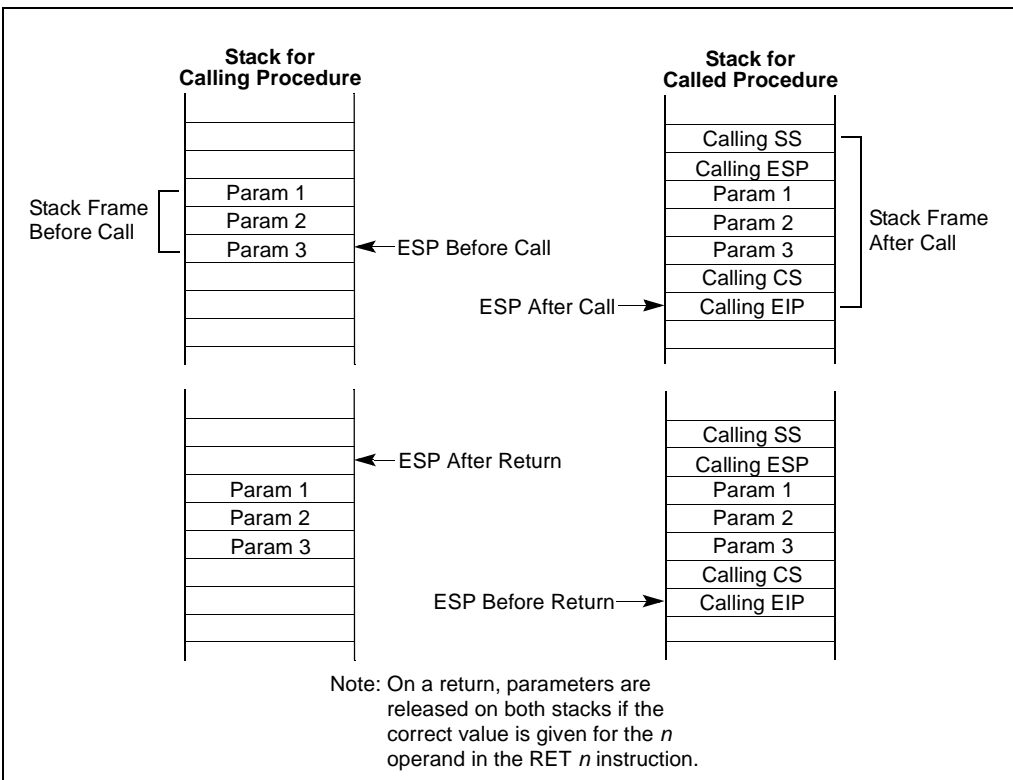 Stack for
Calling Procedure
Stack for
Called Procedure
Stack Frame
Before Call
Param 1
Param 2
Param 3
ESP Before Call
ESP After Call
Calling SS
Calling ESP
Param 1
Param 2
Param 3
Calling CS
Calling EIP
Stack Frame
After Call
ESP After Return
Param 1
Param 2
Param 3
ESP Before Return
Calling SS
Calling ESP
Param 1
Param 2
Param 3
Calling CS
Calling EIP
Note: On a return, parameters are
released on both stacks if the
correct value is given for the n
operand in the RET n instruction.